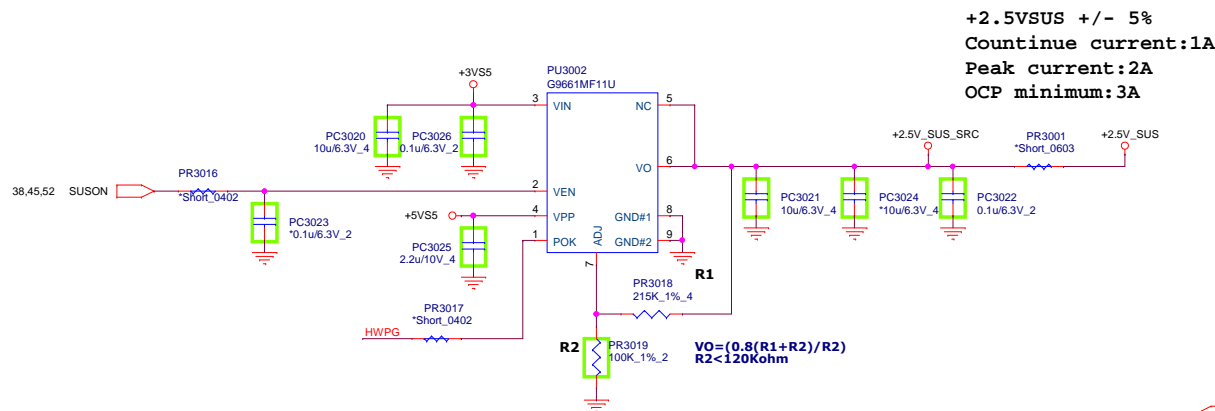 +2.5VSUS +/- 5%
Countinue current:1A
Peak current:2A
OCP minimum:3A
PU3002
G9661MF11U
+3VS5
3
VIN
NC
5
PC3020
10u/6.3V_4
PC3026
0.1u/6.3V_2
+2.5V_SUS_SRC
PR3001
*Short_0603
+2.5V_SUS
VO
6
38,45,52
SUSON
PR3016
*Short_0402
2
VEN
PC3021
10u/6.3V_4
PC3024
*10u/6.3V_4
PC3022
0.1u/6.3V_2
PC3023
*0.1u/6.3V_2
+5VS5
4
VPP
GND#1
8
PC3025
2.2u/10V_4
1
POK
ADJ
GND#2
9
7
R1
PR3018
215K_1%_4
PR3017
*Short_0402
HWPG
R2
PR3019
100K_1%_2
VO=(0.8(R1+R2)/R2)
R2<120Kohm